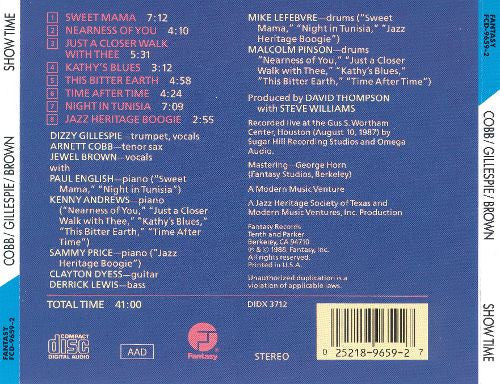 1 SWEET MAMA 7:12
2 NEARNESS OF YOU 4:10
3 JUST A CLOSER WALK
WITH THEE 5:31
4 KATHY'S BLUES 3:12
5 THIS BITTER EARTH 4:58
6 TIME AFTER TIME 4:24
7 NIGHT IN TUNISIA 7:09
8 JAZZ HERITAGE BOOGIE 2:55
DIZZY GILLESPIE—trumpet, vocals
ARNETT COBB—tenor sax
JEWEL BROWN—vocals
with
PAUL ENGLISH—piano ("Sweet
Mama," "Night in Tunisia")
KENNY ANDREWS—piano
("Nearness of You," "Just a Closer
Walk with Thee," "Kathy's Blues,"
"This Bitter Earth," "Time After
Time")
SAMMY PRICE—piano ("Jazz
Heritage Boogie")
CLAYTON DYESS—guitar
DERRICK LEWIS—bass
TOTAL TIME 41:00
MIKE LEFEBVRE—drums ("Sweet
Mama," "Night in Tunisia," "Jazz
Heritage Boogie")
MALCOLM PINSON—drums
"Nearness of You," "Just a Closer
Walk with Thee," "Kathy's Blues,"
"This Bitter Earth," "Time After Time")
Produced by DAVID THOMPSON
with STEVE WILLIAMS
Recorded live at the Gus S. Wortham
Center, Houston (August 10, 1987) by
Sugar Hill Recording Studios and Omega
Audio.
Mastering—George Horn
(Fantasy Studios, Berkeley)
A Modern Music Venture
A Jazz Heritage Society of Texas and
Modern Music Ventures, Inc. Production
Fantasy Records
Tenth and Parker
Berkeley, CA 94710
℗ © 1988, Fantasy, Inc.
All rights reserved.
Printed in U.S.A.
Unauthorized duplication is a
violation of applicable laws.
DIDX 3712
COMPACT
disc
DIGITAL AUDIO
AAD
Fantasy
STEREO
0 25218-9659-2 7
SHOWTIME
COBB/GILLESPIE/BROWN
FANTASY
FCD-9659-2
FANTASY
FCD-9659-2
COBB/GILLESPIE/BROWN
SHOWTIME